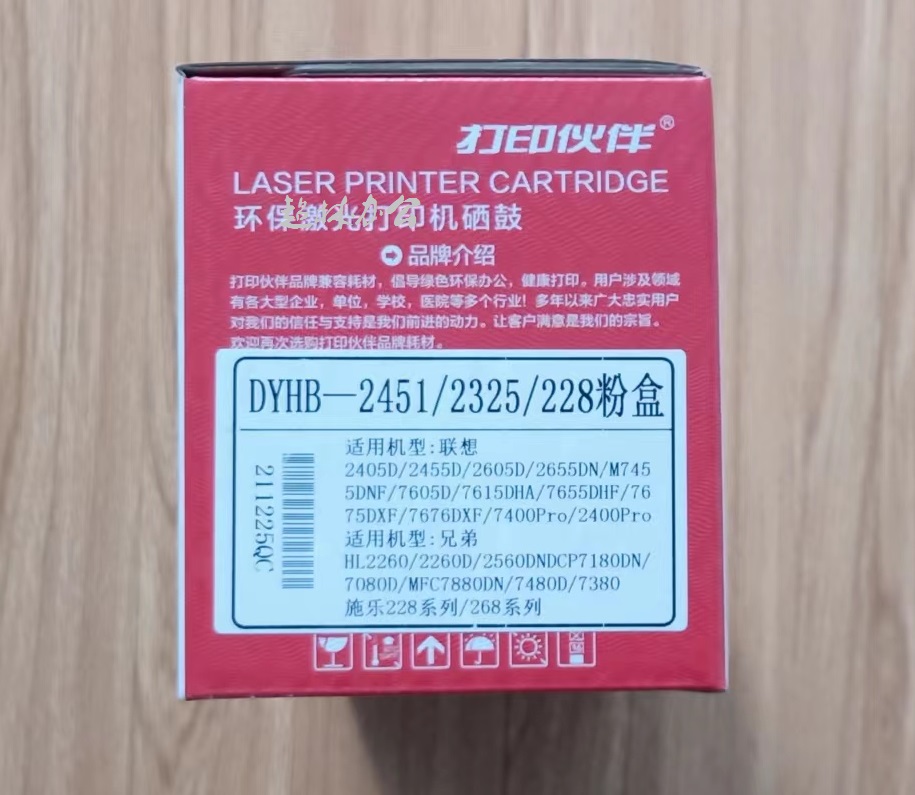 打印伙伴®
LASER PRINTER CARTRIDGE
环保激光打印机硒鼓
品牌介绍
打印伙伴品牌兼容耗材，倡导绿色环保办公，健康打印。用户涉及领域
有各大型企业，单位，学校，医院等多个行业！多年以来广大忠实用户
对我们的信任与支持是我们前进的动力。让客户满意是我们的宗旨。
欢迎再次选购打印伙伴品牌耗材。
DYHB—2451/2325/228粉盒
适用机型:联想
2405D/2455D/2605D/2655DN/M745
5DNF/7605D/7615DHA/7655DHF/76
75DXF/7676DXF/7400Pro/2400Pro
适用机型:兄弟
HL2260/2260D/2560DNDCP7180DN/
7080D/MFC7880DN/7480D/7380
施乐228系列/268系列
211225QC